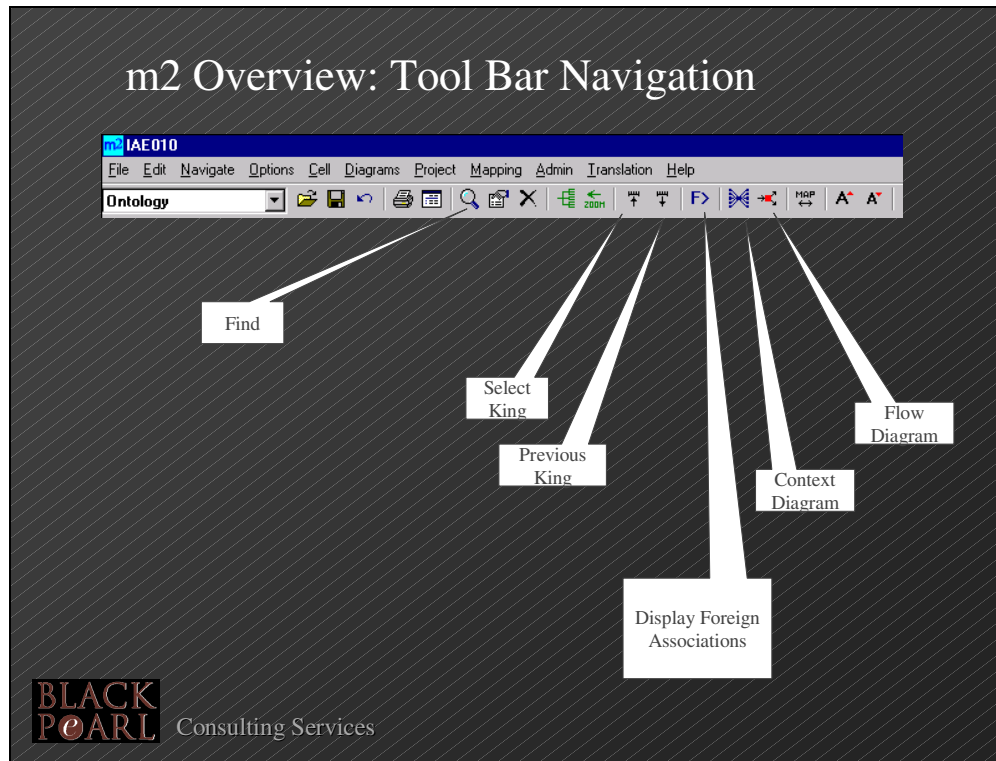 m2 Overview: Tool Bar Navigation
m2 IAE010
File Edit Navigate Options Cell Diagrams Project Mapping Admin Translation Help
Ontology ZOOM F> MAP A A
Find
Select
King
Previous
King
Flow
Diagram
Context
Diagram
Display Foreign
Associations
BLACK
PeARL Consulting Services